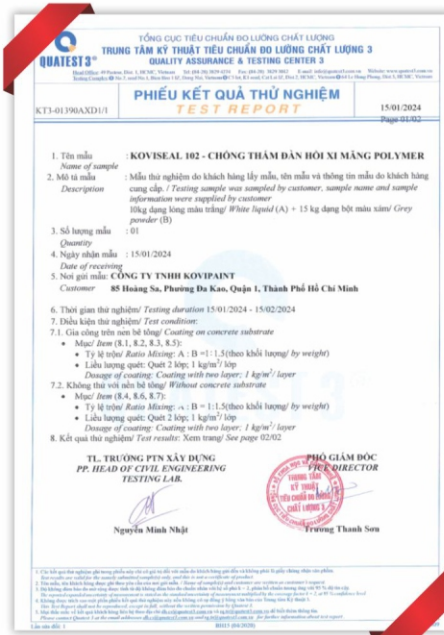 TỔNG CỤC TIÊU CHUẨN ĐO LƯỜNG CHẤT LƯỢNG
TRUNG TÂM KỸ THUẬT TIÊU CHUẨN ĐO LƯỜNG CHẤT LƯỢNG 3
QUALITY ASSURANCE & TESTING CENTER 3
QUATEST 3®
PHIẾU KẾT QUẢ THỬ NGHIỆM
TEST REPORT
KT3-01390AXD1/1
15/01/2024
Page 01/02
1. Tên mẫu : KOVISEAL 102 - CHỐNG THẤM ĐÀN HỒI XI MĂNG POLYMER
Name of sample
2. Mô tả mẫu : Mẫu thử nghiệm do khách hàng lấy mẫu, tên mẫu và thông tin mẫu do khách hàng
Description cung cấp. / Testing sample was sampled by customer, sample name and sample
information were supplied by customer
10kg dạng lỏng màu trắng/ White liquid (A) + 15 kg dạng bột màu xám/ Grey
powder (B)
3. Số lượng mẫu : 01
Quantity
4. Ngày nhận mẫu : 15/01/2024
Date of receiving
5. Nơi gửi mẫu: CÔNG TY TNHH KOVIPAINT
Customer 85 Hoàng Sa, Phường Đa Kao, Quận 1, Thành Phố Hồ Chí Minh
6. Thời gian thử nghiệm/ Testing duration 15/01/2024 - 15/02/2024
7. Điều kiện thử nghiệm/ Test condition:
7.1. Gia công trên nền bê tông/ Coating on concrete substrate
• Mục/ Item (8.1, 8.2, 8.3, 8.5):
• Tỷ lệ trộn/ Ratio Mixing: A : B =1:1.5(theo khối lượng/ by weight)
• Liều lượng quét: Quét 2 lớp; 1 kg/m²/ lớp
Dosage of coating: Coating with two layer; 1 kg/m²/ layer
7.2. Không thử với nền bê tông/ Without concrete substrate
• Mục/ Item (8.4, 8.6, 8.7):
• Tỷ lệ trộn/ Ratio Mixing: A : B = 1:1.5(theo khối lượng/ by weight)
• Liều lượng quét: Quét 2 lớp; 1 kg/m²/ lớp
Dosage of coating: Coating with two layer; 1 kg/m²/ layer
8. Kết quả thử nghiệm/ Test results: Xem trang/ See page 02/02
TL. TRƯỞNG PTN XÂY DỰNG
PP. HEAD OF CIVIL ENGINEERING
TESTING LAB.
Nguyễn Minh Nhật
PHÓ GIÁM ĐỐC
VICE DIRECTOR
TRUNG TÂM
KỸ THUẬT
TIÊU CHUẨN ĐO LƯỜNG
CHẤT LƯỢNG 3
Trương Thanh Sơn